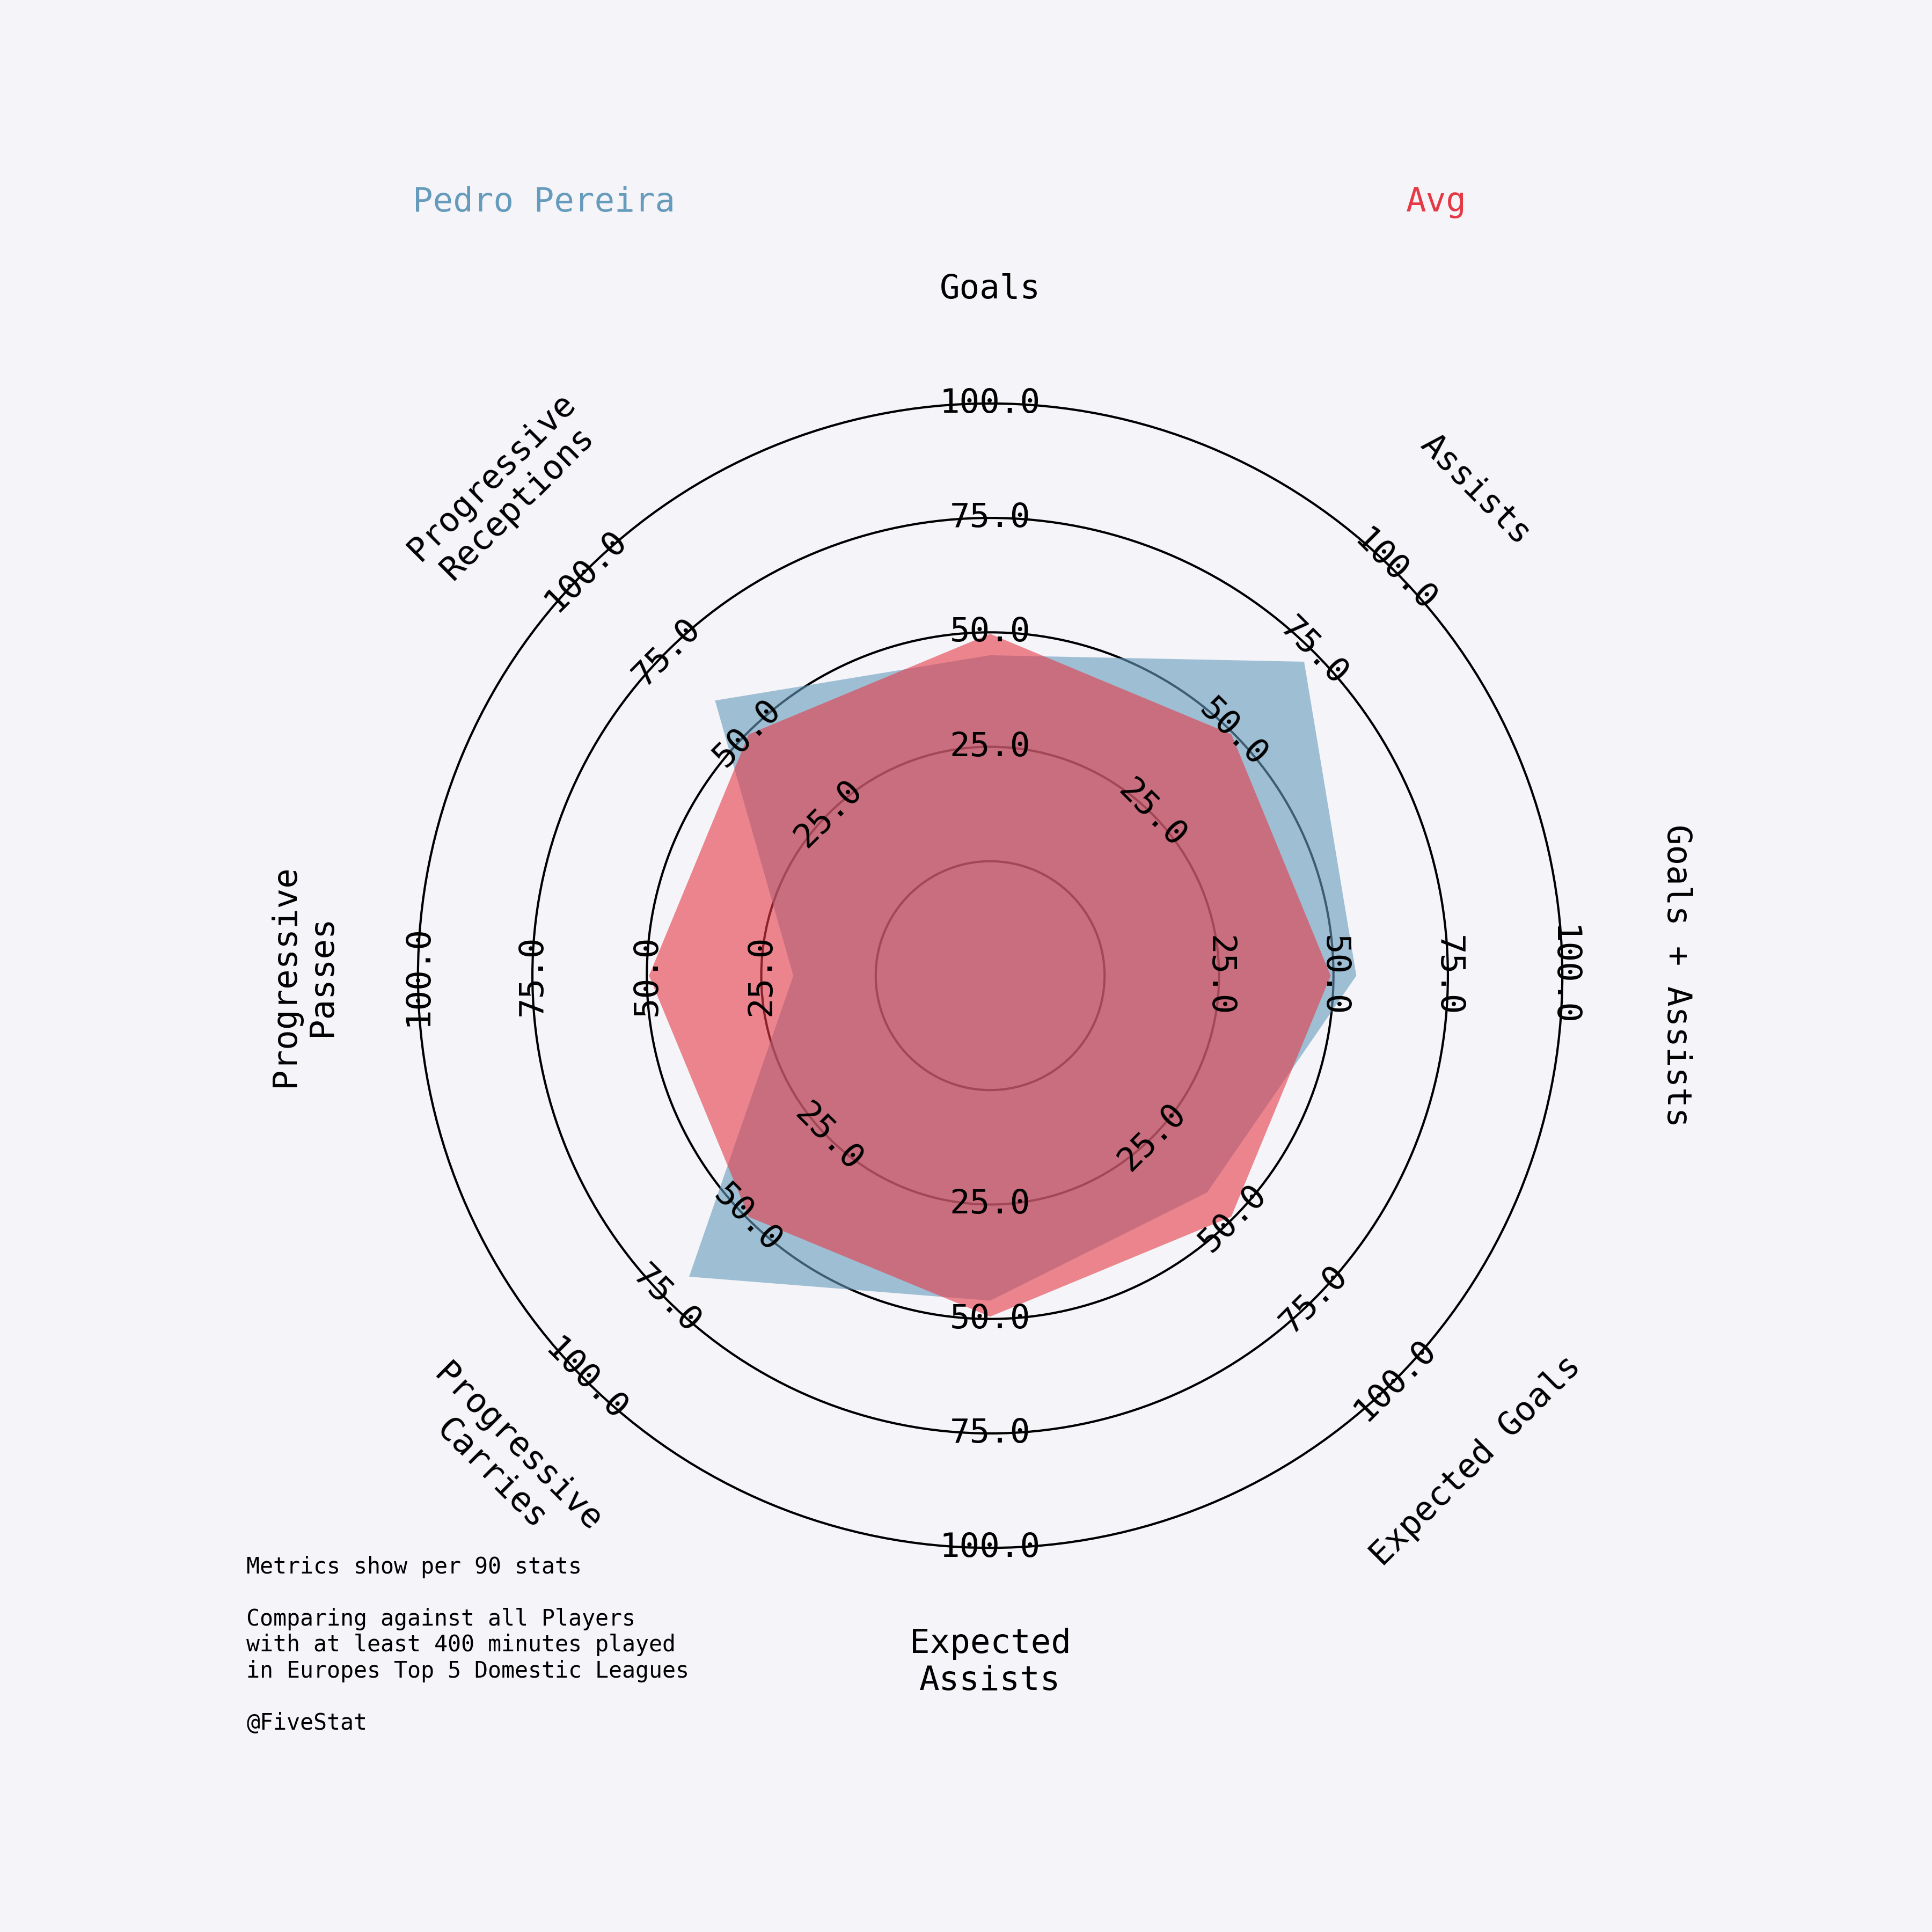 Pedro Pereira
Avg
Goals
Assists
Goals + Assists
Expected Goals
Expected
Assists
Progressive
Carries
Progressive
Passes
Progressive
Receptions
25.0
50.0
75.0
100.0
25.0
50.0
75.0
100.0
25.0
50.0
75.0
100.0
25.0
50.0
75.0
100.0
25.0
50.0
75.0
100.0
25.0
50.0
75.0
100.0
25.0
50.0
75.0
100.0
25.0
50.0
75.0
100.0
Metrics show per 90 stats
Comparing against all Players
with at least 400 minutes played
in Europes Top 5 Domestic Leagues
@FiveStat